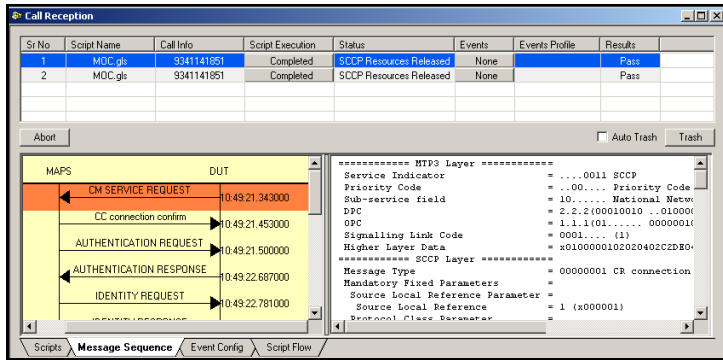 Call Reception
Sr No Script Name Call Info Script Execution Status Events Events Profile Results
1 MOC.gls 9341141851 Completed SCCP Resources Released None Pass
2 MOC.gls 9341141851 Completed SCCP Resources Released None Pass
Abort Auto Trash Trash
MAPS DUT
CM SERVICE REQUEST 10:49:21.343000
CC connection confirm 10:49:21.453000
AUTHENTICATION REQUEST 10:49:21.500000
AUTHENTICATION RESPONSE 10:49:22.687000
IDENTITY REQUEST 10:49:22.781000
IDENTITY RESPONSE
============ MTP3 Layer ============
Service Indicator = ....0011 SCCP
Priority Code = ..00.... Priority Code
Sub-service field = 10...... National Netwo
DPC = 2.2.2(00010010 ..01000
OPC = 1.1.1(01...... 0000001
Signalling Link Code = 0001.... (1)
Higher Layer Data = x0100000102020402C2DE04
============ SCCP Layer ============
Message Type = 00000001 CR connection
Mandatory Fixed Parameters =
Source Local Reference Parameter =
Source Local Reference = 1 (x000001)
Protocol Class Parameter =
Scripts Message Sequence Event Config Script Flow